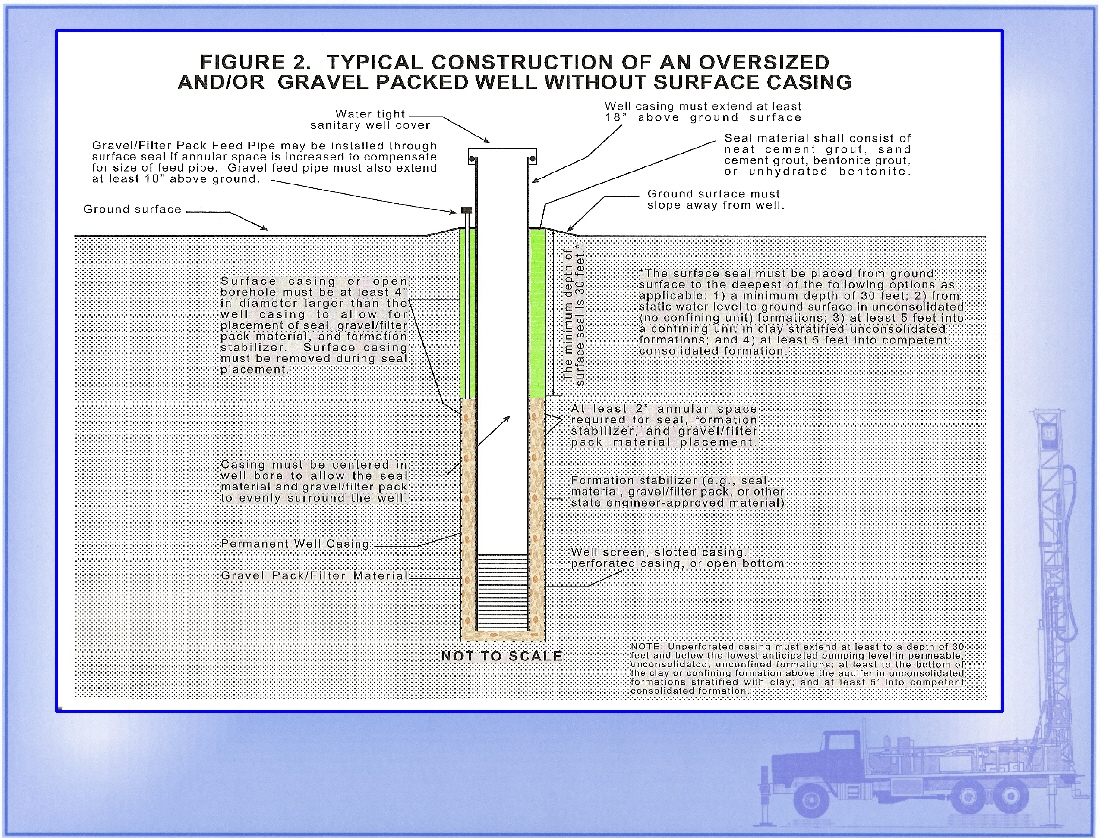 FIGURE 2. TYPICAL CONSTRUCTION OF AN OVERSIZED
AND/OR GRAVEL PACKED WELL WITHOUT SURFACE CASING
Water tight
sanitary well cover
Well casing must extend at least
18" above ground surface
Gravel/Filter Pack Feed Pipe may be installed through
surface seal if annular space is increased to compensate
for size of feed pipe. Gravel feed pipe must also extend
at least 10" above ground.
Seal material shall consist of
neat cement grout, sand
cement grout, bentonite grout,
or unhydrated bentonite.
Ground surface must
slope away from well.
Ground surface
Surface casing or open
borehole must be at least 4"
in diameter larger than the
well casing to allow for
placement of seal, gravel/filter
pack material, and formation
stabilizer. Surface casing
must be removed during seal
placement.
The minimum depth of
surface seal is 30 feet.*
*The surface seal must be placed from ground
surface to the deepest of the following options as
applicable: 1) a minimum depth of 30 feet; 2) from
static water level to ground surface in unconsolidated
(no confining unit) formations; 3) at least 5 feet into
a confining unit in clay stratified unconsolidated
formations; and 4) at least 5 feet into competent
consolidated formation.
At least 2" annular space
required for seal, formation
stabilizer, and gravel/filter
pack material placement.
Casing must be centered in
well bore to allow the seal
material and gravel/filter pack
to evenly surround the well.
Formation stabilizer (e.g., seal
material, gravel/filter pack, or other
state engineer-approved material)
Permanent Well Casing
Well screen, slotted casing,
perforated casing, or open bottom
Gravel Pack/Filter Material
NOT TO SCALE
NOTE: Unperforated casing must extend at least to a depth of 30
feet and below the lowest anticipated pumping level in permeable,
unconsolidated, unconfined formations; at least to the bottom of
the clay or confining formation above the aquifer in unconsolidated
formations stratified with clay; and at least 5' into competent
consolidated formation.